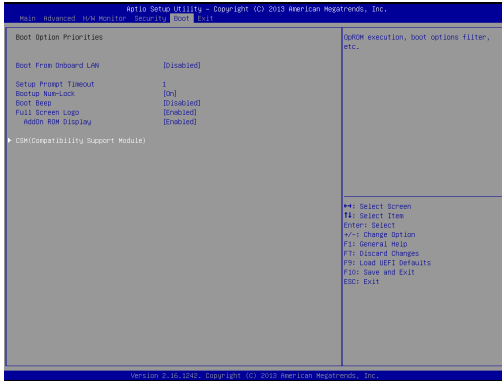 Aptio Setup Utility - Copyright (C) 2013 American Megatrends, Inc.
Main Advanced H/W Monitor Security Boot Exit
Boot Option Priorities
Boot From Onboard LAN [Disabled]
Setup Prompt Timeout 1
Bootup Num-Lock [On]
Boot Beep [Disabled]
Full Screen Logo [Enabled]
AddOn ROM Display [Enabled]
▶ CSM(Compatibility Support Module)
OpROM execution, boot options filter,
etc.
→←: Select Screen
↑↓: Select Item
Enter: Select
+/-: Change Option
F1: General Help
F7: Discard Changes
F9: Load UEFI Defaults
F10: Save and Exit
ESC: Exit
Version 2.16.1242. Copyright (C) 2013 American Megatrends, Inc.